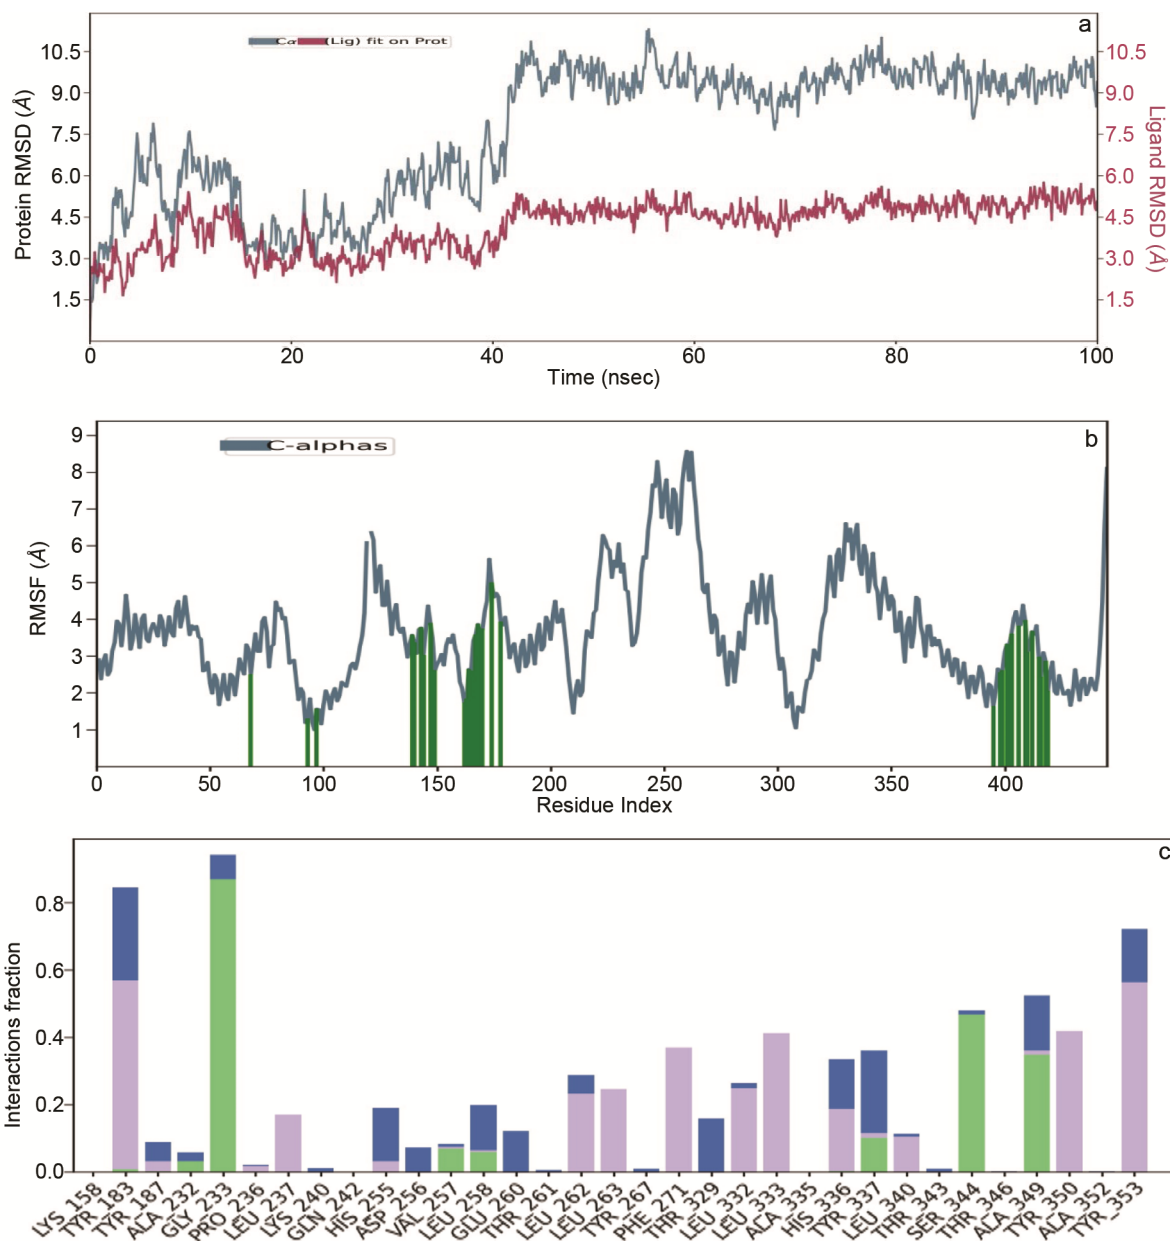 a
Cα (Lig) fit on Prot
Protein RMSD (Å)
10.5
9.0
7.5
6.0
4.5
3.0
1.5
10.5
9.0
7.5
6.0
4.5
3.0
1.5
Ligand RMSD (Å)
0 20 40 60 80 100
Time (nsec)
b
C-alphas
RMSF (Å)
9
8
7
6
5
4
3
2
1
0 50 100 150 200 250 300 350 400
Residue Index
c
Interactions fraction
0.8
0.6
0.4
0.2
0.0
LYS_158
TYR_183
TYR_187
ALA_232
GLY_233
PRO_236
LEU_237
LYS_240
GLN_242
HIS_255
ASP_256
VAL_257
LEU_258
GLU_260
THR_261
LEU_262
LEU_263
TYR_267
PHE_271
THR_329
LEU_332
LEU_333
ALA_335
HIS_336
TYR_337
LEU_340
THR_343
SER_344
THR_346
ALA_349
TYR_350
ALA_352
TYR_353